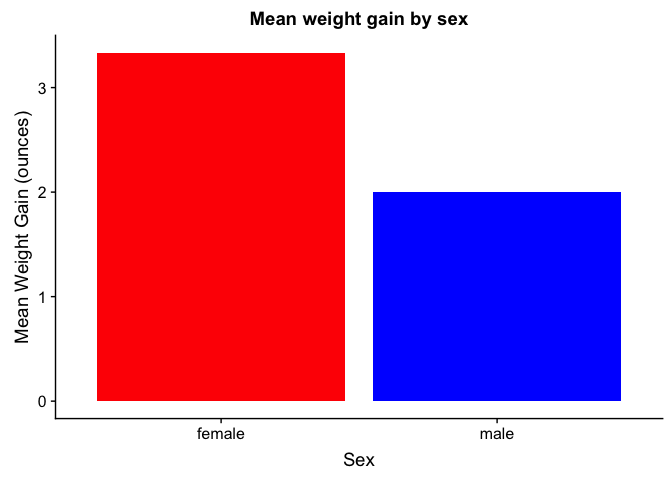 Mean weight gain by sex
Mean Weight Gain (ounces)
3
2
1
0
female male
Sex